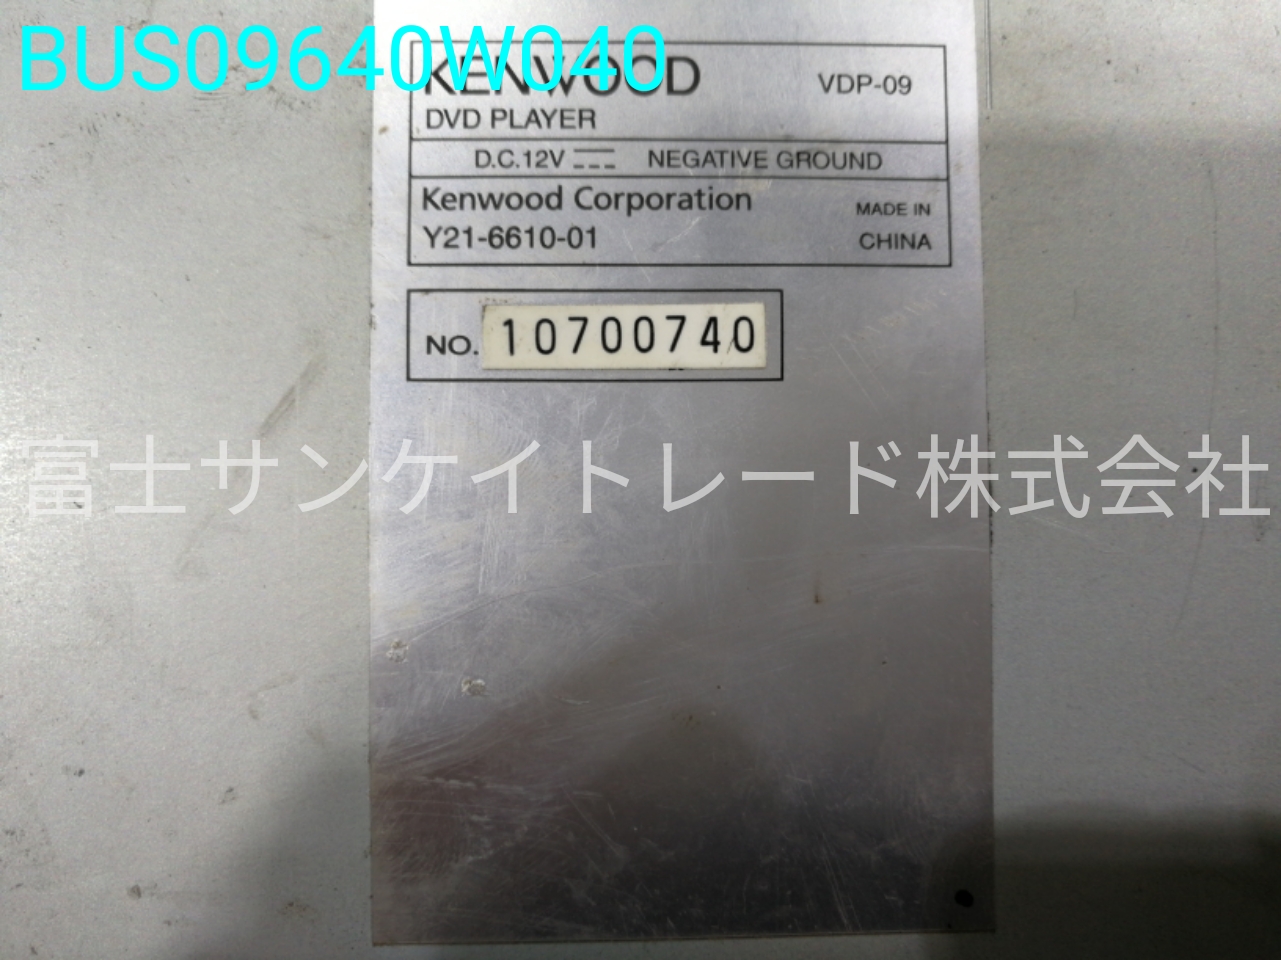 BUS09640W040
KENWOOD VDP-09
DVD PLAYER
D.C.12V NEGATIVE GROUND
Kenwood Corporation MADE IN
Y21-6610-01 CHINA
NO. 10700740
富士サンケイトレード株式会社